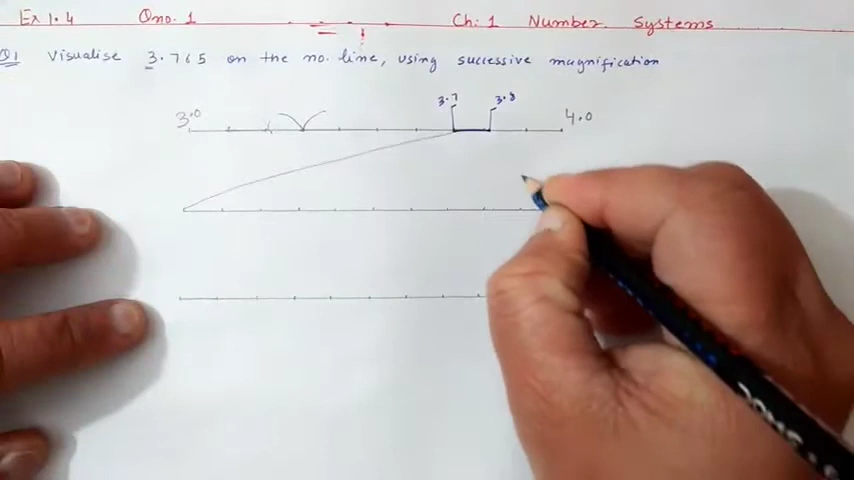 Ex 1.4 Qno. 1 Ch: 1 Number Systems
Q1 Visualise 3.765 on the no. line, using successive magnification
3.7 3.8
3.0 4.0